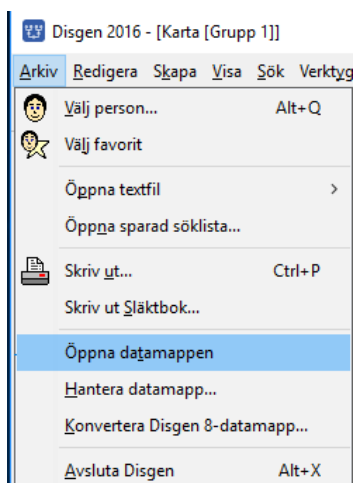 Disgen 2016 - [Karta [Grupp 1]]
Arkiv Redigera Skapa Visa Sök Verktyg
Välj person... Alt+Q
Välj favorit
Öppna textfil >
Öppna sparad söklista...
Skriv ut... Ctrl+P
Skriv ut Släktbok...
Öppna datamappen
Hantera datamapp...
Konvertera Disgen 8-datamapp...
Avsluta Disgen Alt+X